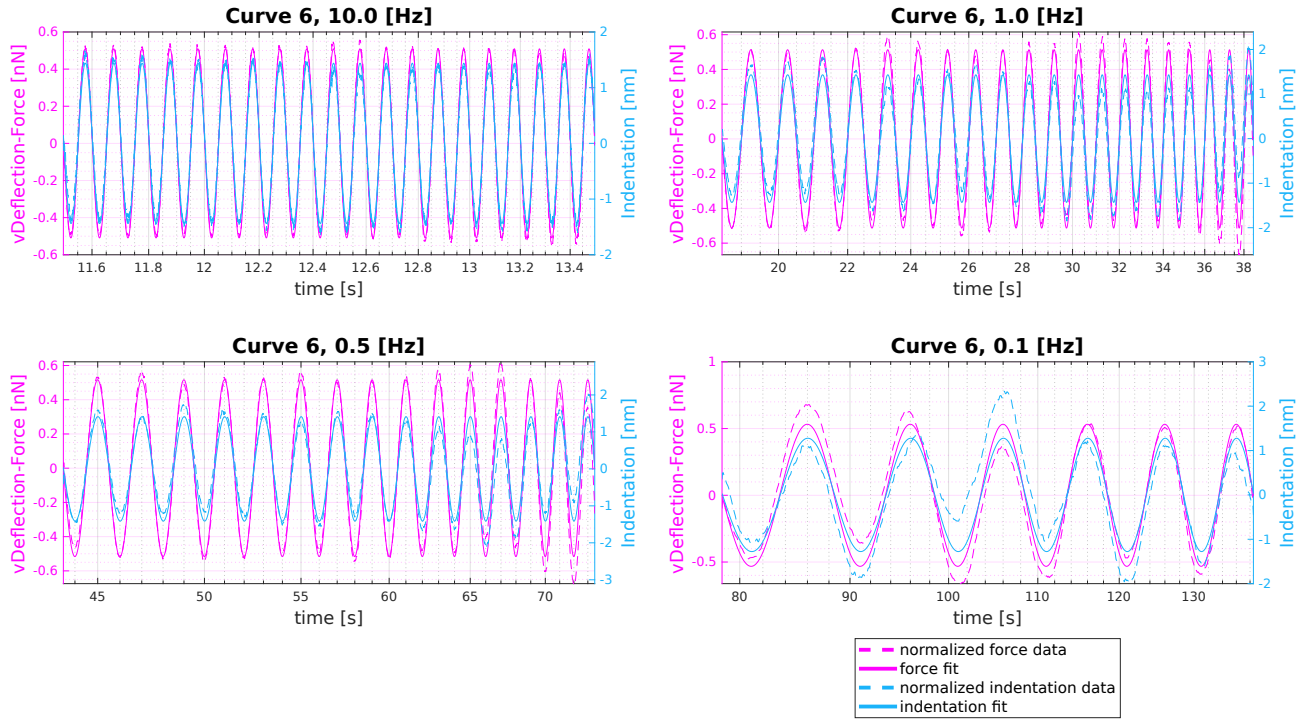 Curve 6, 10.0 [Hz]
0.6
0.4
0.2
0
-0.2
-0.4
-0.6
vDeflection-Force [nN]
2
1
0
-1
-2
Indentation [nm]
11.6 11.8 12 12.2 12.4 12.6 12.8 13 13.2 13.4
time [s]
Curve 6, 1.0 [Hz]
0.6
0.4
0.2
0
-0.2
-0.4
-0.6
vDeflection-Force [nN]
2
1
0
-1
-2
Indentation [nm]
20 22 24 26 28 30 32 34 36 38
time [s]
Curve 6, 0.5 [Hz]
0.6
0.4
0.2
0
-0.2
-0.4
-0.6
vDeflection-Force [nN]
2
1
0
-1
-2
-3
Indentation [nm]
45 50 55 60 65 70
time [s]
Curve 6, 0.1 [Hz]
1
0.5
0
-0.5
vDeflection-Force [nN]
3
2
1
0
-1
-2
Indentation [nm]
80 90 100 110 120 130
time [s]
normalized force data
force fit
normalized indentation data
indentation fit